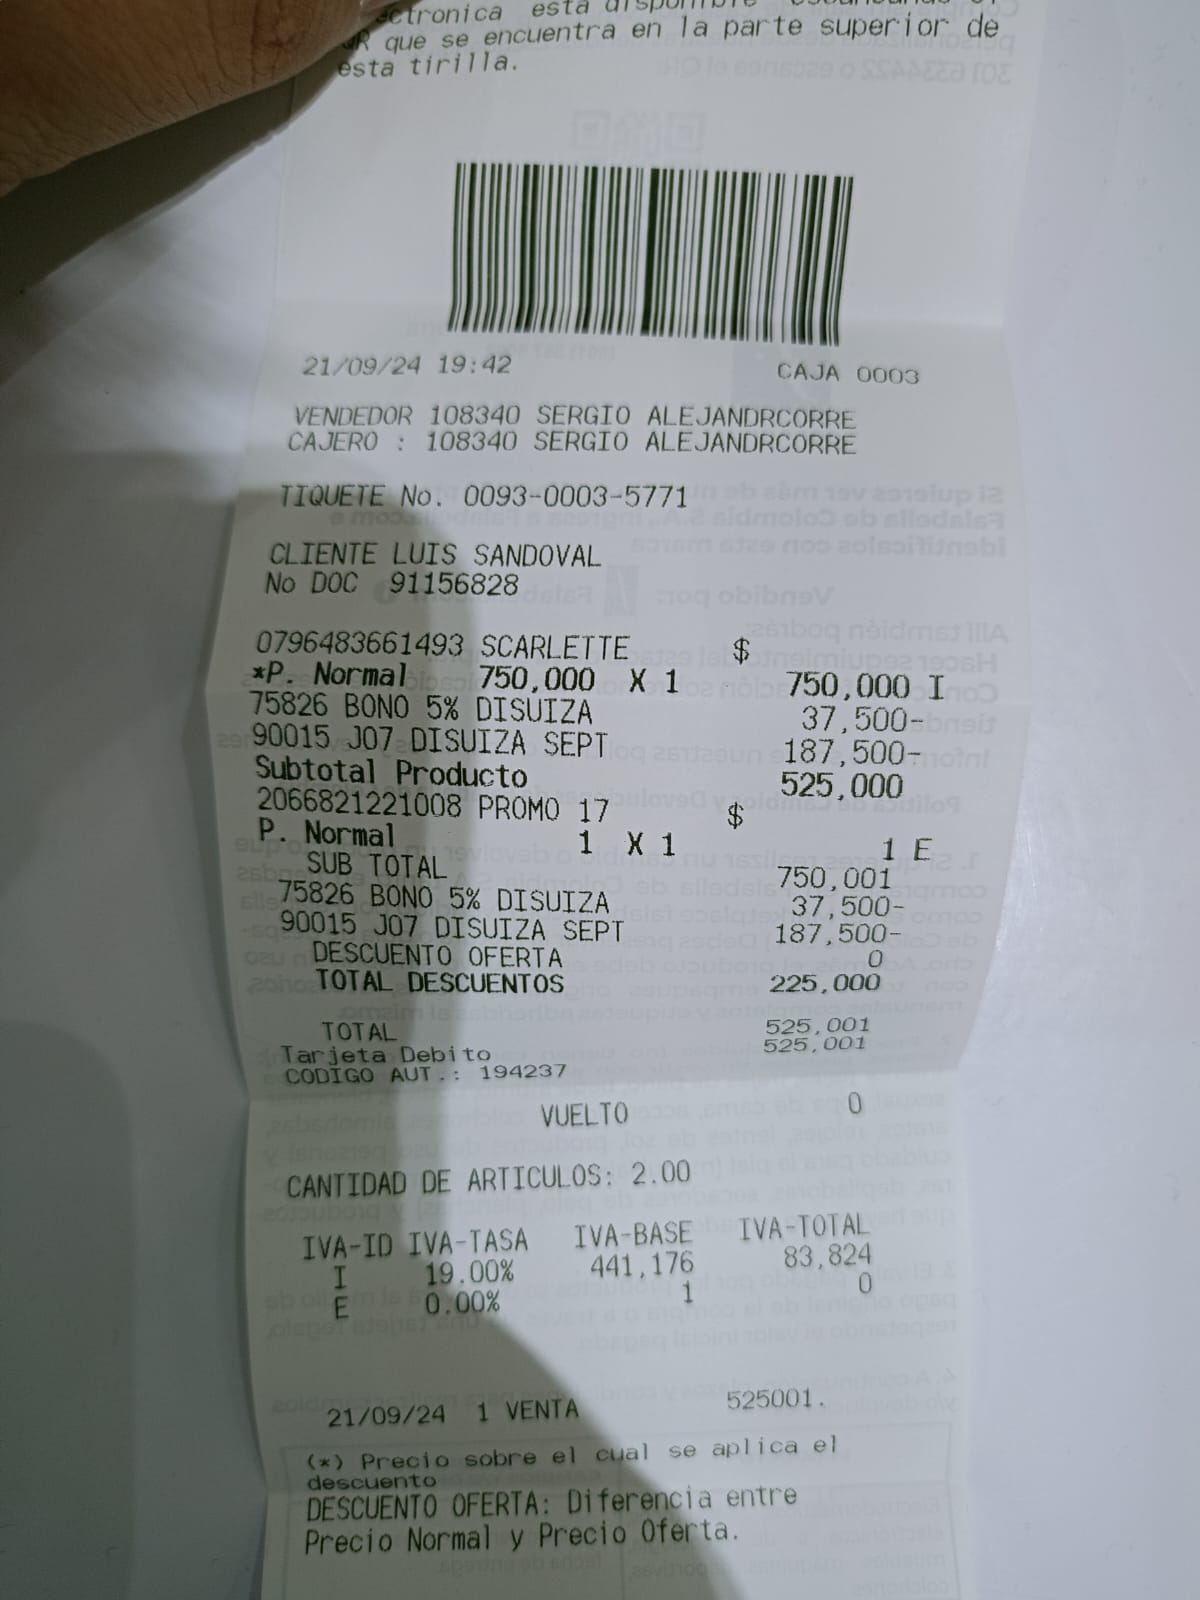 ectronica esta
QR que se encuentra en la parte superior de
esta tirilla.
21/09/24 19:42 CAJA 0003
VENDEDOR 108340 SERGIO ALEJANDRCORRE
CAJERO : 108340 SERGIO ALEJANDRCORRE
TIQUETE No. 0093-0003-5771
CLIENTE LUIS SANDOVAL
No DOC 91156828
0796483661493 SCARLETTE $
*P. Normal 750,000 X 1 750,000 I
75826 BONO 5% DISUIZA 37,500-
90015 J07 DISUIZA SEPT 187,500-
Subtotal Producto 525,000
2066821221008 PROMO 17 $
P. Normal 1 X 1 1 E
SUB TOTAL 750,001
75826 BONO 5% DISUIZA 37,500-
90015 J07 DISUIZA SEPT 187,500-
DESCUENTO OFERTA 0
TOTAL DESCUENTOS 225,000
TOTAL 525,001
Tarjeta Debito 525,001
CODIGO AUT.: 194237
VUELTO 0
CANTIDAD DE ARTICULOS: 2.00
IVA-ID IVA-TASA IVA-BASE IVA-TOTAL
I 19.00% 441,176 83,824
E 0.00% 1 0
21/09/24 1 VENTA 525001.
(*) Precio sobre el cual se aplica el
descuento
DESCUENTO OFERTA: Diferencia entre
Precio Normal y Precio Oferta.